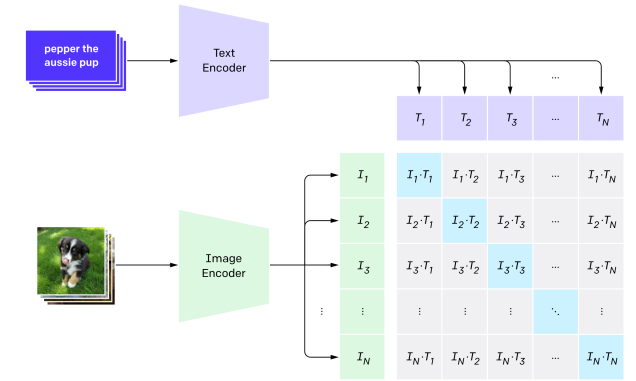 pepper the
aussie pup
Text
Encoder
...
T1 T2 T3 ... TN
I1 I1·T1 I1·T2 I1·T3 ... I1·TN
I2 I2·T1 I2·T2 I2·T3 ... I2·TN
Image
Encoder
I3 I3·T1 I3·T2 I3·T3 ... I3·TN
⋮ ⋮ ⋮ ⋮ ⋮ ⋱ ⋮
IN IN·T1 IN·T2 IN·T3 ... IN·TN